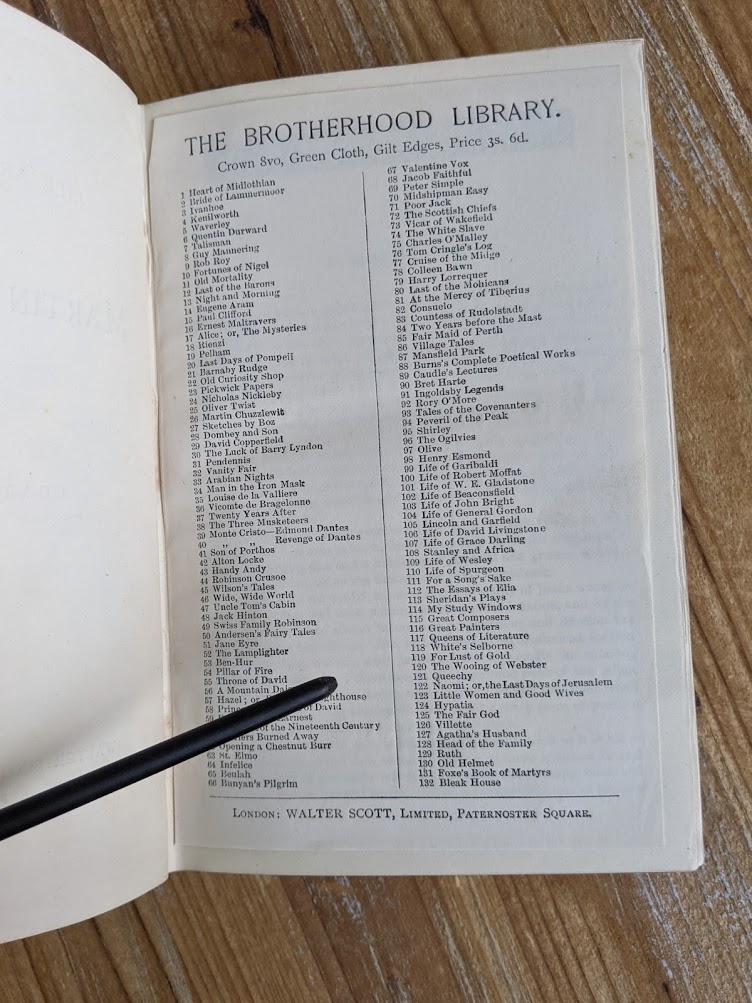 THE BROTHERHOOD LIBRARY.
Crown 8vo, Green Cloth, Gilt Edges, Price 3s. 6d.
1 Heart of Midlothian
2 Bride of Lammermoor
3 Ivanhoe
4 Kenilworth
5 Waverley
6 Quentin Durward
7 Talisman
8 Guy Mannering
9 Rob Roy
10 Fortunes of Nigel
11 Old Mortality
12 Last of the Barons
13 Night and Morning
14 Eugene Aram
15 Paul Clifford
16 Ernest Maltravers
17 Alice; or, The Mysteries
18 Rienzi
19 Pelham
20 Last Days of Pompeii
21 Barnaby Rudge
22 Old Curiosity Shop
23 Pickwick Papers
24 Nicholas Nickleby
25 Oliver Twist
26 Martin Chuzzlewit
27 Sketches by Boz
28 Dombey and Son
29 David Copperfield
30 The Luck of Barry Lyndon
31 Pendennis
32 Vanity Fair
33 Arabian Nights
34 Man in the Iron Mask
35 Louise de la Valliere
36 Vicomte de Bragelonne
37 Twenty Years After
38 The Three Musketeers
39 Monte Cristo—Edmond Dantes
40 " " Revenge of Dantes
41 Son of Porthos
42 Alton Locke
43 Handy Andy
44 Robinson Crusoe
45 Wilson's Tales
46 Wide, Wide World
47 Uncle Tom's Cabin
48 Jack Hinton
49 Swiss Family Robinson
50 Andersen's Fairy Tales
51 Jane Eyre
52 The Lamplighter
53 Ben-Hur
54 Pillar of Fire
55 Throne of David
56 A Mountain
57 Hazel; or,
58 of David
59 Earnest
of the Nineteenth Century
Burned Away
Opening a Chestnut Burr
63 St. Elmo
64 Infelice
65 Beulah
66 Bunyan's Pilgrim
67 Valentine Vox
68 Jacob Faithful
69 Peter Simple
70 Midshipman Easy
71 Poor Jack
72 The Scottish Chiefs
73 Vicar of Wakefield
74 The White Slave
75 Charles O'Malley
76 Tom Cringle's Log
77 Cruise of the Midge
78 Colleen Bawn
79 Harry Lorrequer
80 Last of the Mohicans
81 At the Mercy of Tiberius
82 Consuelo
83 Countess of Rudolstadt
84 Two Years before the Mast
85 Fair Maid of Perth
86 Village Tales
87 Mansfield Park
88 Burns's Complete Poetical Works
89 Caudle's Lectures
90 Bret Harte
91 Ingoldsby Legends
92 Rory O'More
93 Tales of the Covenanters
94 Peveril of the Peak
95 Shirley
96 The Ogilvies
97 Olive
98 Henry Esmond
99 Life of Garibaldi
100 Life of Robert Moffat
101 Life of W. E. Gladstone
102 Life of Beaconsfield
103 Life of John Bright
104 Life of General Gordon
105 Lincoln and Garfield
106 Life of David Livingstone
107 Life of Grace Darling
108 Stanley and Africa
109 Life of Wesley
110 Life of Spurgeon
111 For a Song's Sake
112 The Essays of Elia
113 Sheridan's Plays
114 My Study Windows
115 Great Composers
116 Great Painters
117 Queens of Literature
118 White's Selborne
119 For Lust of Gold
120 The Wooing of Webster
121 Queechy
122 Naomi; or, the Last Days of Jerusalem
123 Little Women and Good Wives
124 Hypatia
125 The Fair God
126 Villette
127 Agatha's Husband
128 Head of the Family
129 Ruth
130 Old Helmet
131 Foxe's Book of Martyrs
132 Bleak House
LONDON: WALTER SCOTT, LIMITED, PATERNOSTER SQUARE.